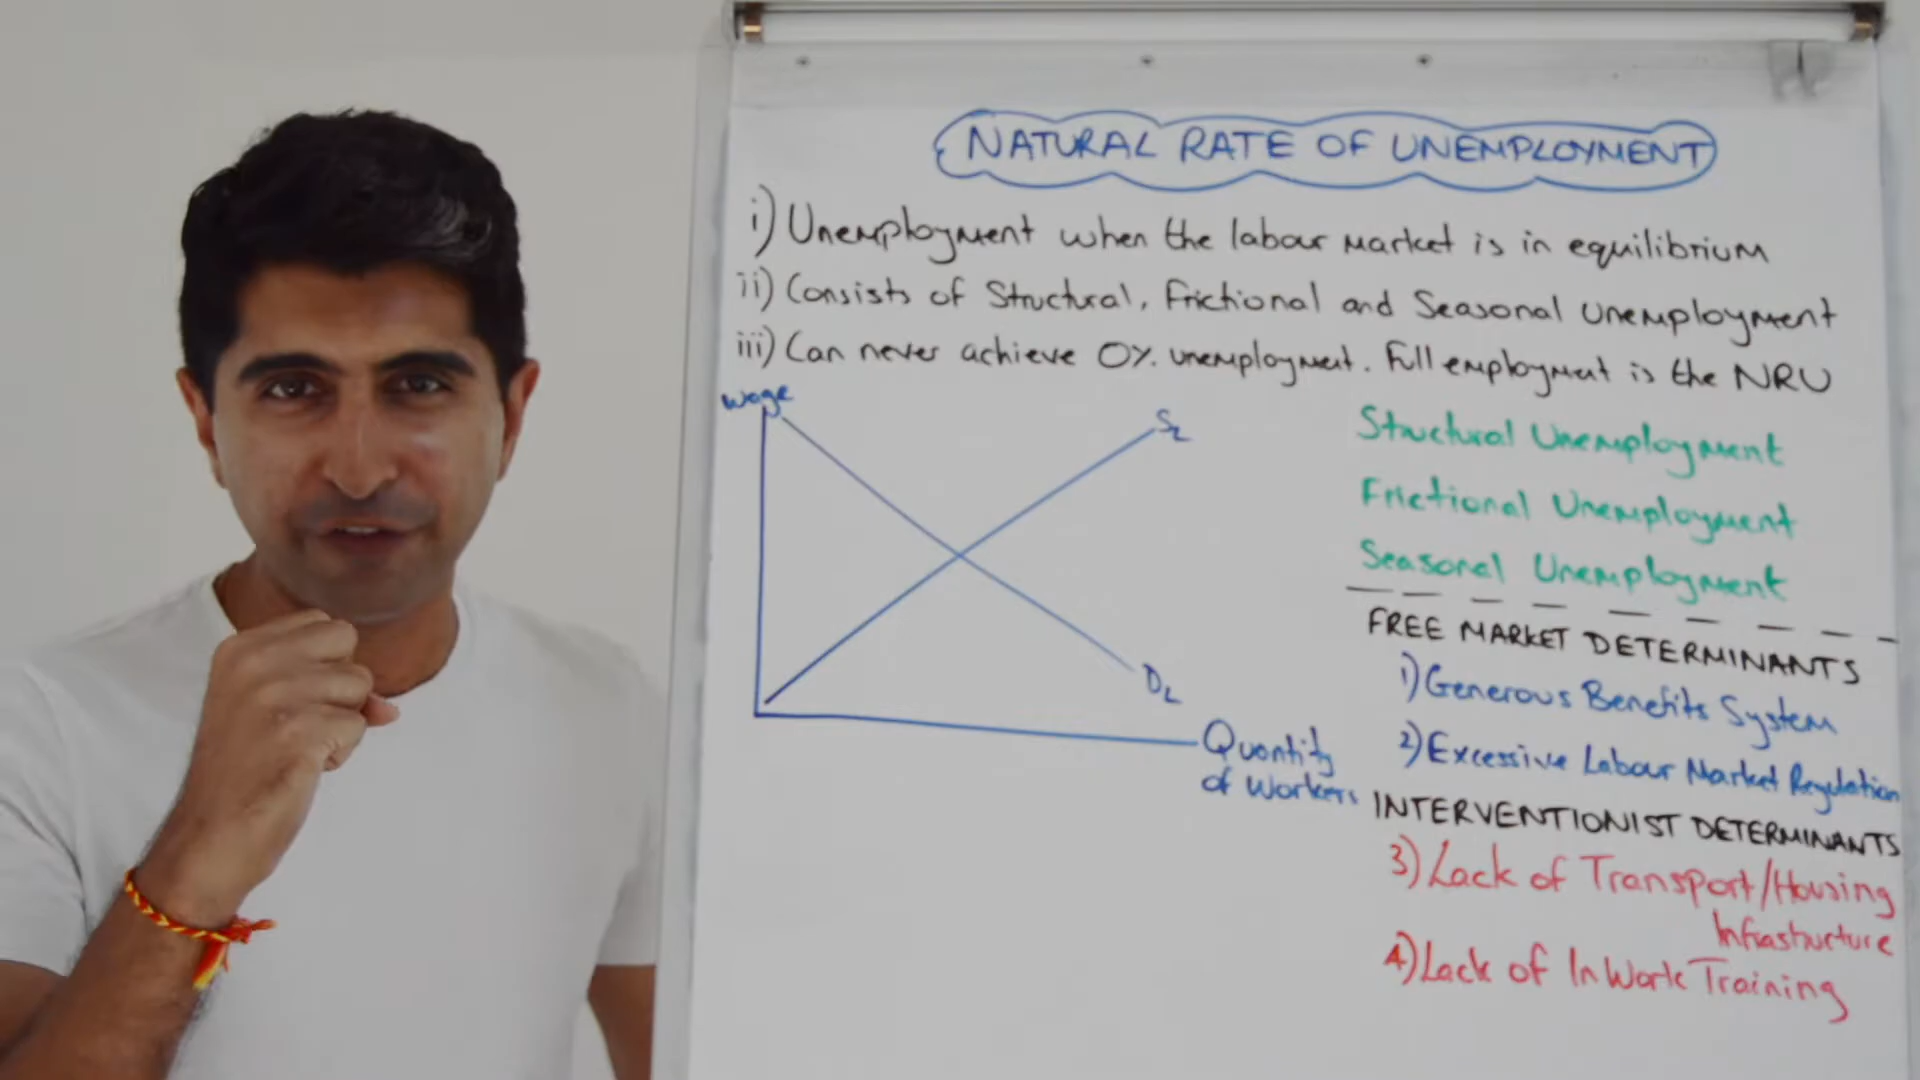 NATURAL RATE OF UNEMPLOYMENT
i) Unemployment when the labour market is in equilibrium
ii) Consists of Structural, Frictional and Seasonal Unemployment
iii) Can never achieve 0% unemployment. Full employment is the NRU
Wage
SL
DL
Quantity
of Workers
Structural Unemployment
Frictional Unemployment
Seasonal Unemployment
FREE MARKET DETERMINANTS
1) Generous Benefits System
2) Excessive Labour Market Regulation
INTERVENTIONIST DETERMINANTS
3) Lack of Transport/Housing
Infrastructure
4) Lack of In Work Training